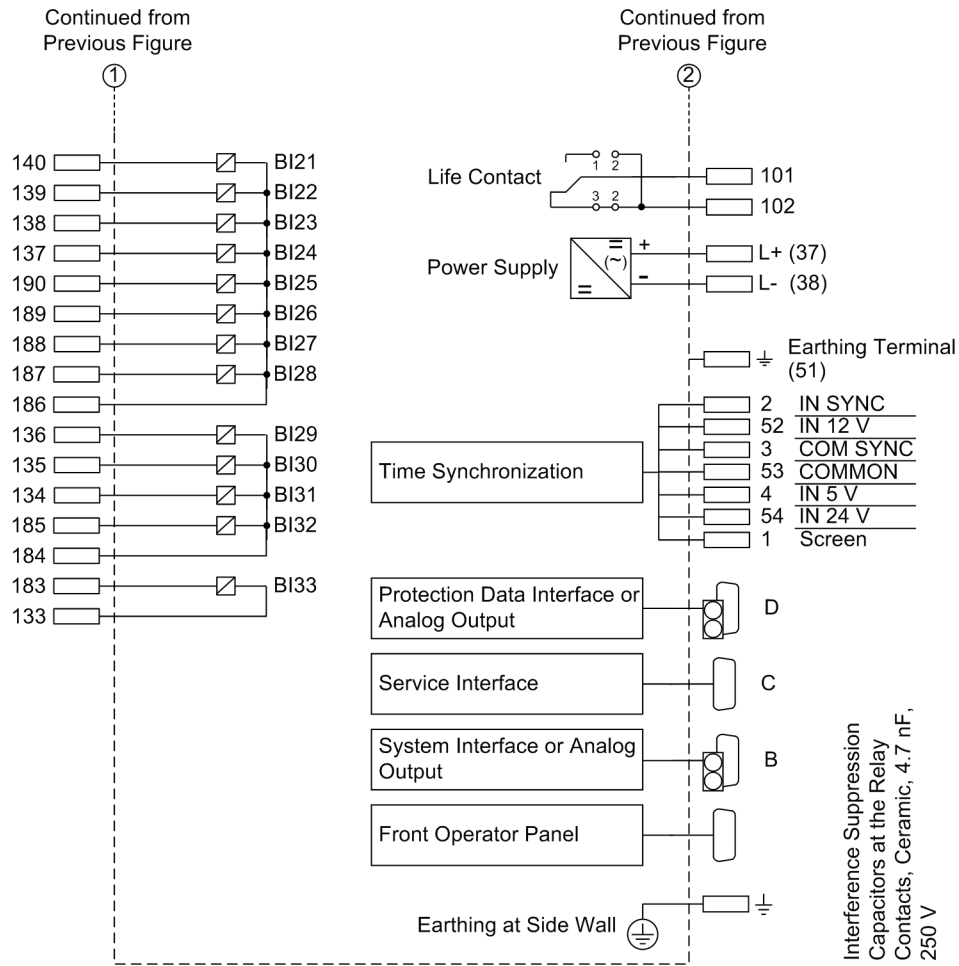 Continued from
Previous Figure
1
Continued from
Previous Figure
2
140 BI21
139 BI22
138 BI23
137 BI24
190 BI25
189 BI26
188 BI27
187 BI28
186
136 BI29
135 BI30
134 BI31
185 BI32
184
183 BI33
133
Life Contact
1 2
3 2
101
102
Power Supply
= (~) =
+
-
L+ (37)
L- (38)
Earthing Terminal
(51)
Time Synchronization
2 IN SYNC
52 IN 12 V
3 COM SYNC
53 COMMON
4 IN 5 V
54 IN 24 V
1 Screen
Protection Data Interface or
Analog Output
D
Service Interface
C
System Interface or Analog
Output
B
Front Operator Panel
Earthing at Side Wall
Interference Suppression
Capacitors at the Relay
Contacts, Ceramic, 4.7 nF,
250 V